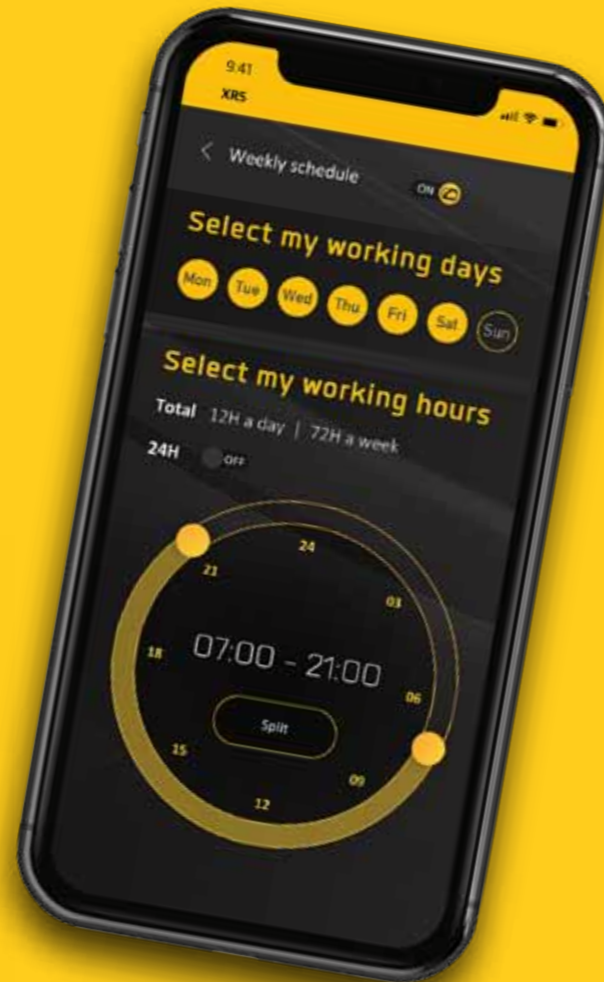 9:41
XR5
Weekly schedule ON
Select my working days
Mon Tue Wed Thu Fri Sat Sun
Select my working hours
Total 12H a day | 72H a week
24H OFF
24
21 03
18 07:00 - 21:00 06
Split
15 09
12